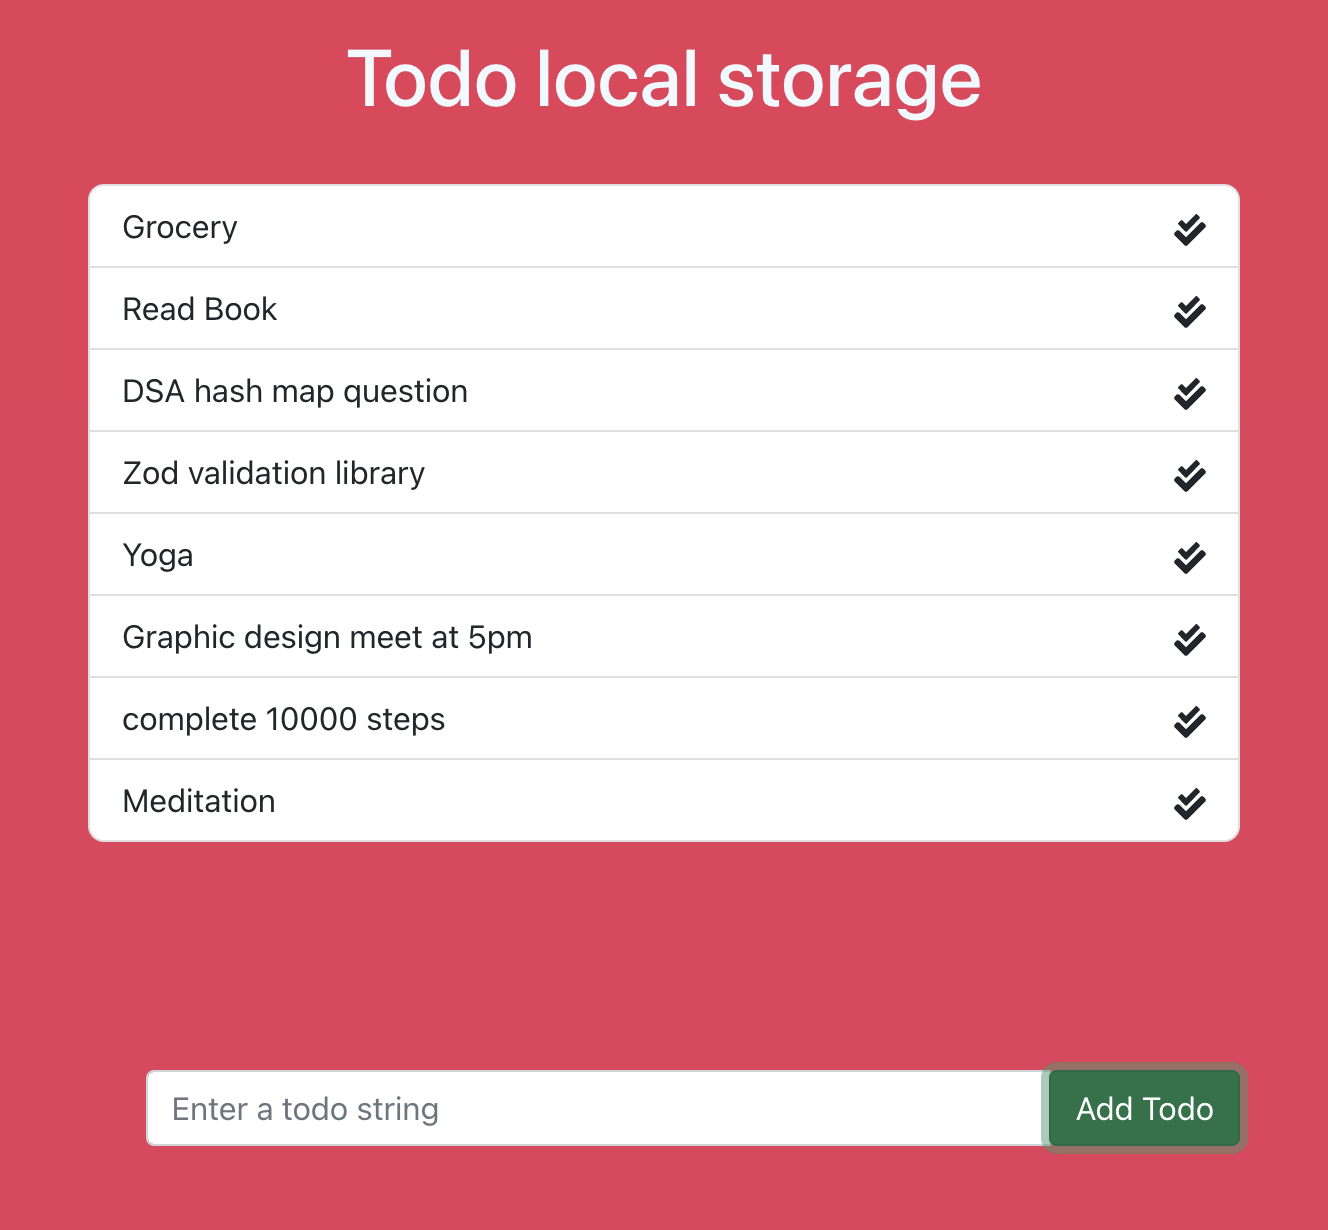 Todo local storage
Grocery
Read Book
DSA hash map question
Zod validation library
Yoga
Graphic design meet at 5pm
complete 10000 steps
Meditation
Enter a todo string
Add Todo